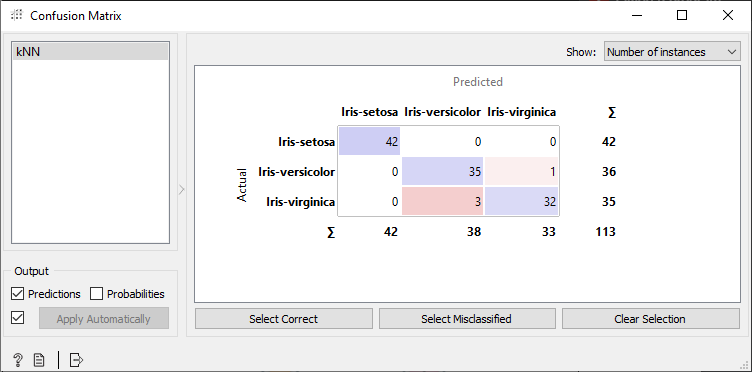 Confusion Matrix
kNN
Show: Number of instances
Predicted
Iris-setosa Iris-versicolor Iris-virginica Σ
Iris-setosa 42 0 0 42
Actual
Iris-versicolor 0 35 1 36
Iris-virginica 0 3 32 35
Σ 42 38 33 113
Output
Predictions Probabilities
Apply Automatically
Select Correct Select Misclassified Clear Selection
?